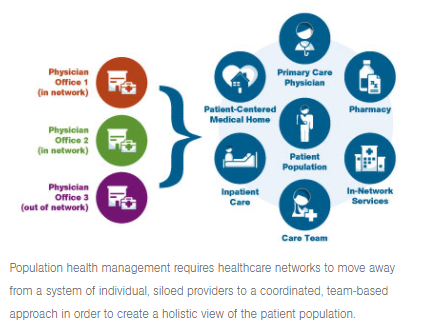 Physician
Office 1
(in network)
Physician
Office 2
(in network)
Physician
Office 3
(out of network)
Primary Care
Physician
Patient-Centered
Medical Home
Pharmacy
Patient
Population
Inpatient
Care
In-Network
Services
Care Team
Population health management requires healthcare networks to move away
from a system of individual, siloed providers to a coordinated, team-based
approach in order to create a holistic view of the patient population.